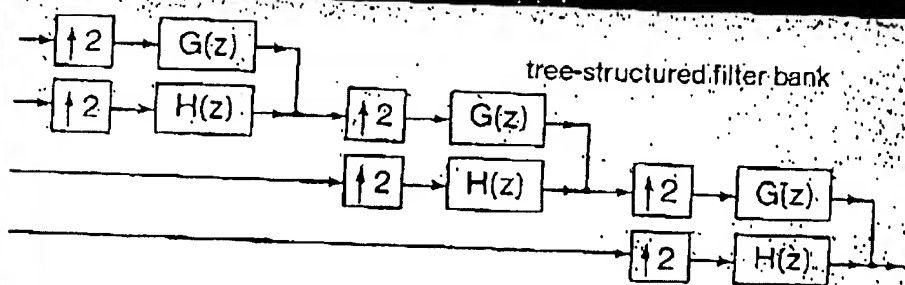 ↑2 G(z)
tree-structured filter bank
↑2 H(z) ↑2 G(z)
↑2 H(z) ↑2 G(z)
↑2 H(z)